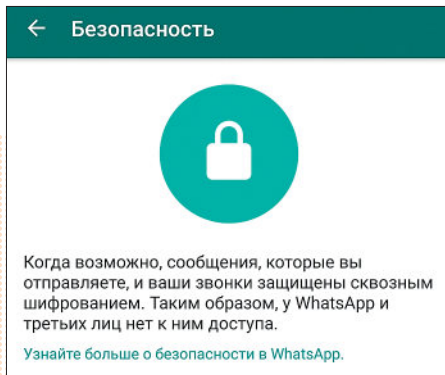 Безопасность
Когда возможно, сообщения, которые вы
отправляете, и ваши звонки защищены сквозным
шифрованием. Таким образом, у WhatsApp и
третьих лиц нет к ним доступа.
Узнайте больше о безопасности в WhatsApp.